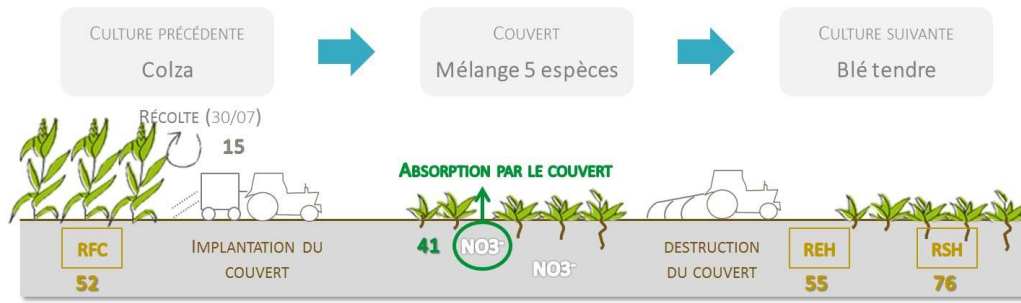 CULTURE PRÉCÉDENTE
Colza
COUVERT
Mélange 5 espèces
CULTURE SUIVANTE
Blé tendre
RÉCOLTE (30/07)
15
ABSORPTION PAR LE COUVERT
RFC
52
IMPLANTATION DU
COUVERT
41
NO3-
NO3-
DESTRUCTION
DU COUVERT
REH
55
RSH
76